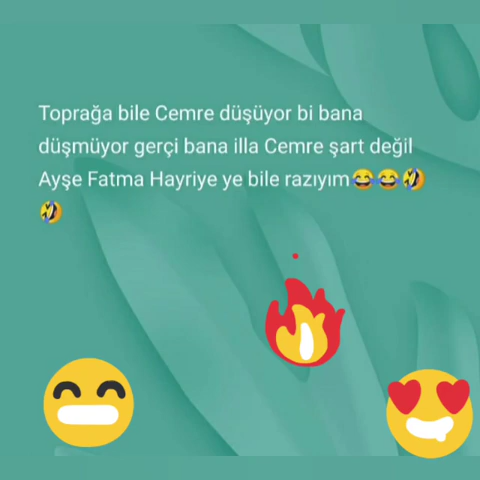 Toprağa bile Cemre düşüyor bi bana
düşmüyor gerçi bana illa Cemre şart değil
Ayşe Fatma Hayriye ye bile razıyım😂😂🤣
🤣